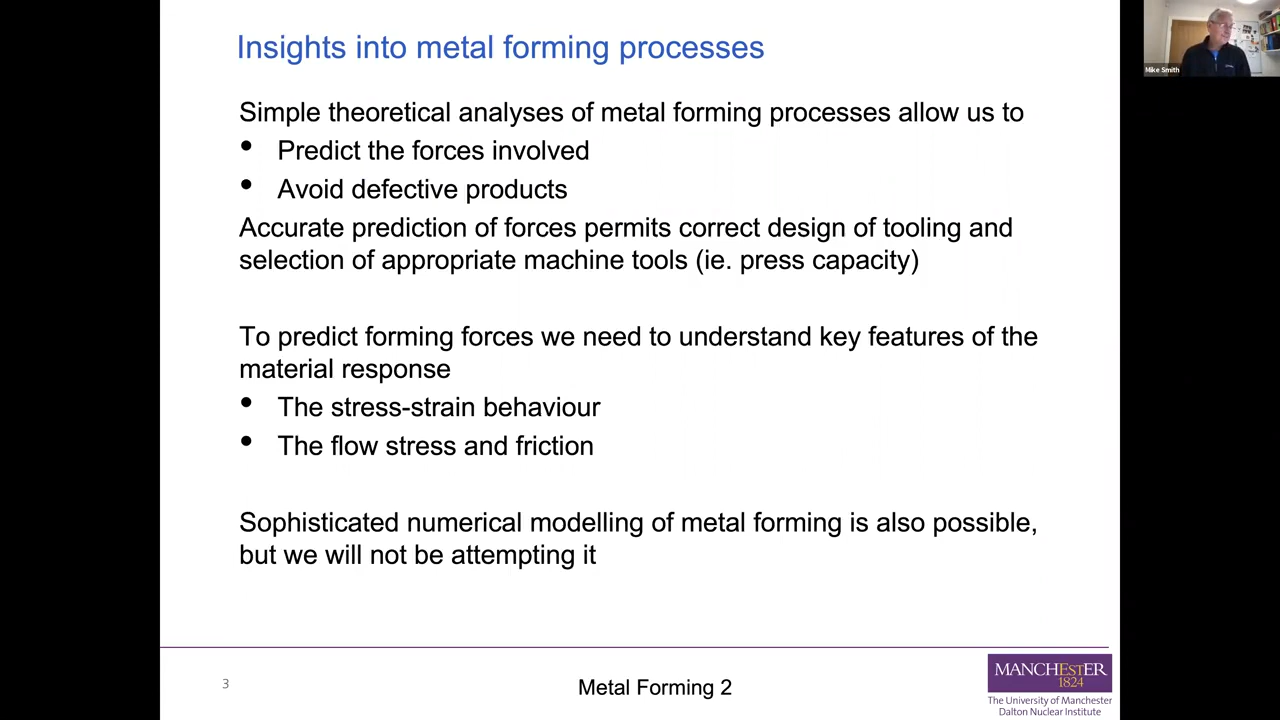 Insights into metal forming processes
Mike Smith
Simple theoretical analyses of metal forming processes allow us to
• Predict the forces involved
• Avoid defective products
Accurate prediction of forces permits correct design of tooling and
selection of appropriate machine tools (ie. press capacity)
To predict forming forces we need to understand key features of the
material response
• The stress-strain behaviour
• The flow stress and friction
Sophisticated numerical modelling of metal forming is also possible,
but we will not be attempting it
3
Metal Forming 2
MANCHESTER
1824
The University of Manchester
Dalton Nuclear Institute